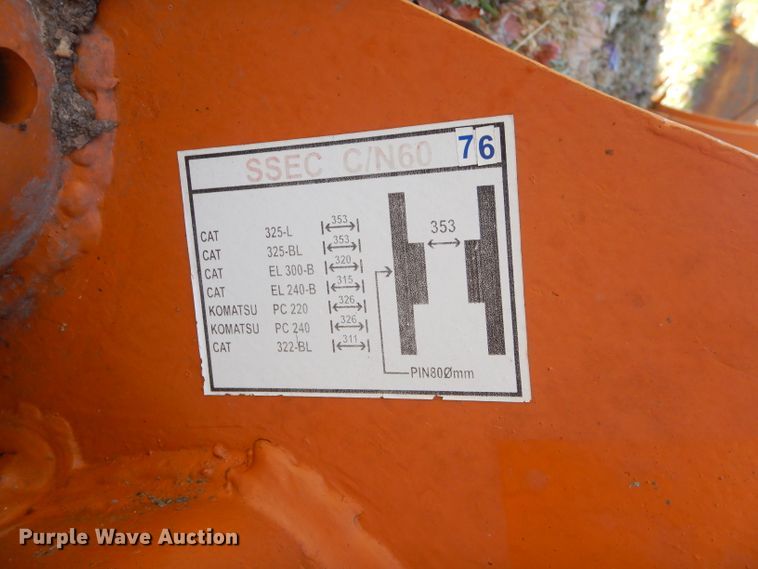 SSEC C/N60 76
CAT 325-L 353
CAT 325-BL 353
CAT EL 300-B 320
CAT EL 240-B 315
KOMATSU PC 220 326
KOMATSU PC 240 326
CAT 322-BL 311
353
PIN80Ømm
Purple Wave Auction